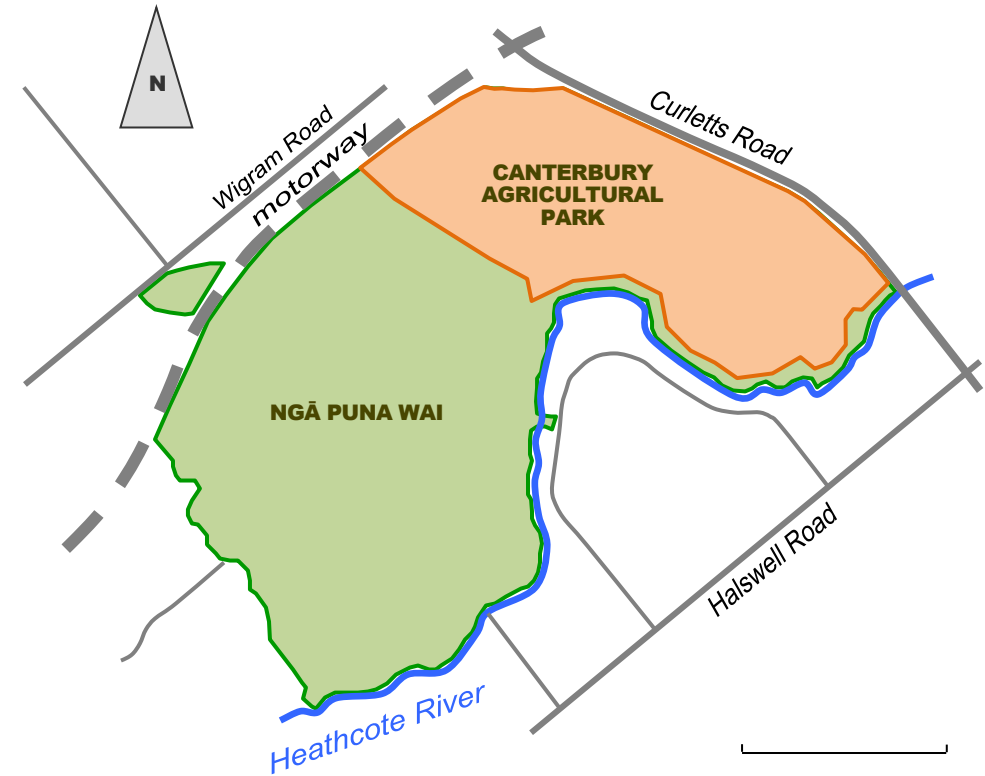 N
Curletts Road
Wigram Road
motorway
CANTERBURY
AGRICULTURAL
PARK
NGĀ PUNA WAI
Halswell Road
Heathcote River